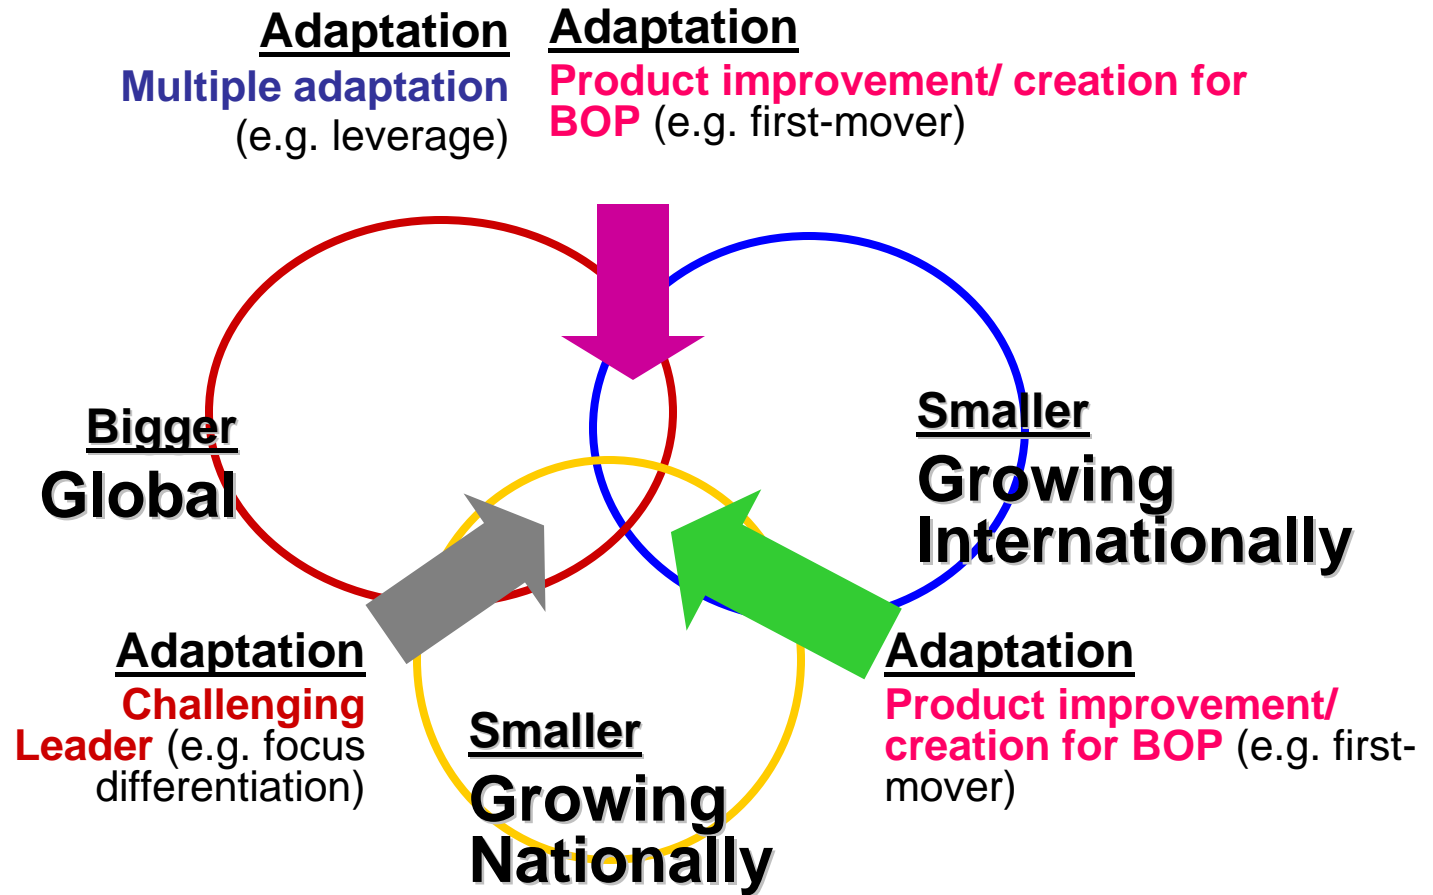 Adaptation
Multiple adaptation
(e.g. leverage)
Adaptation
Product improvement/ creation for
BOP (e.g. first-mover)
Bigger
Global
Smaller
Growing
Internationally
Adaptation
Challenging
Leader (e.g. focus
differentiation)
Smaller
Growing
Nationally
Adaptation
Product improvement/
creation for BOP (e.g. first-
mover)